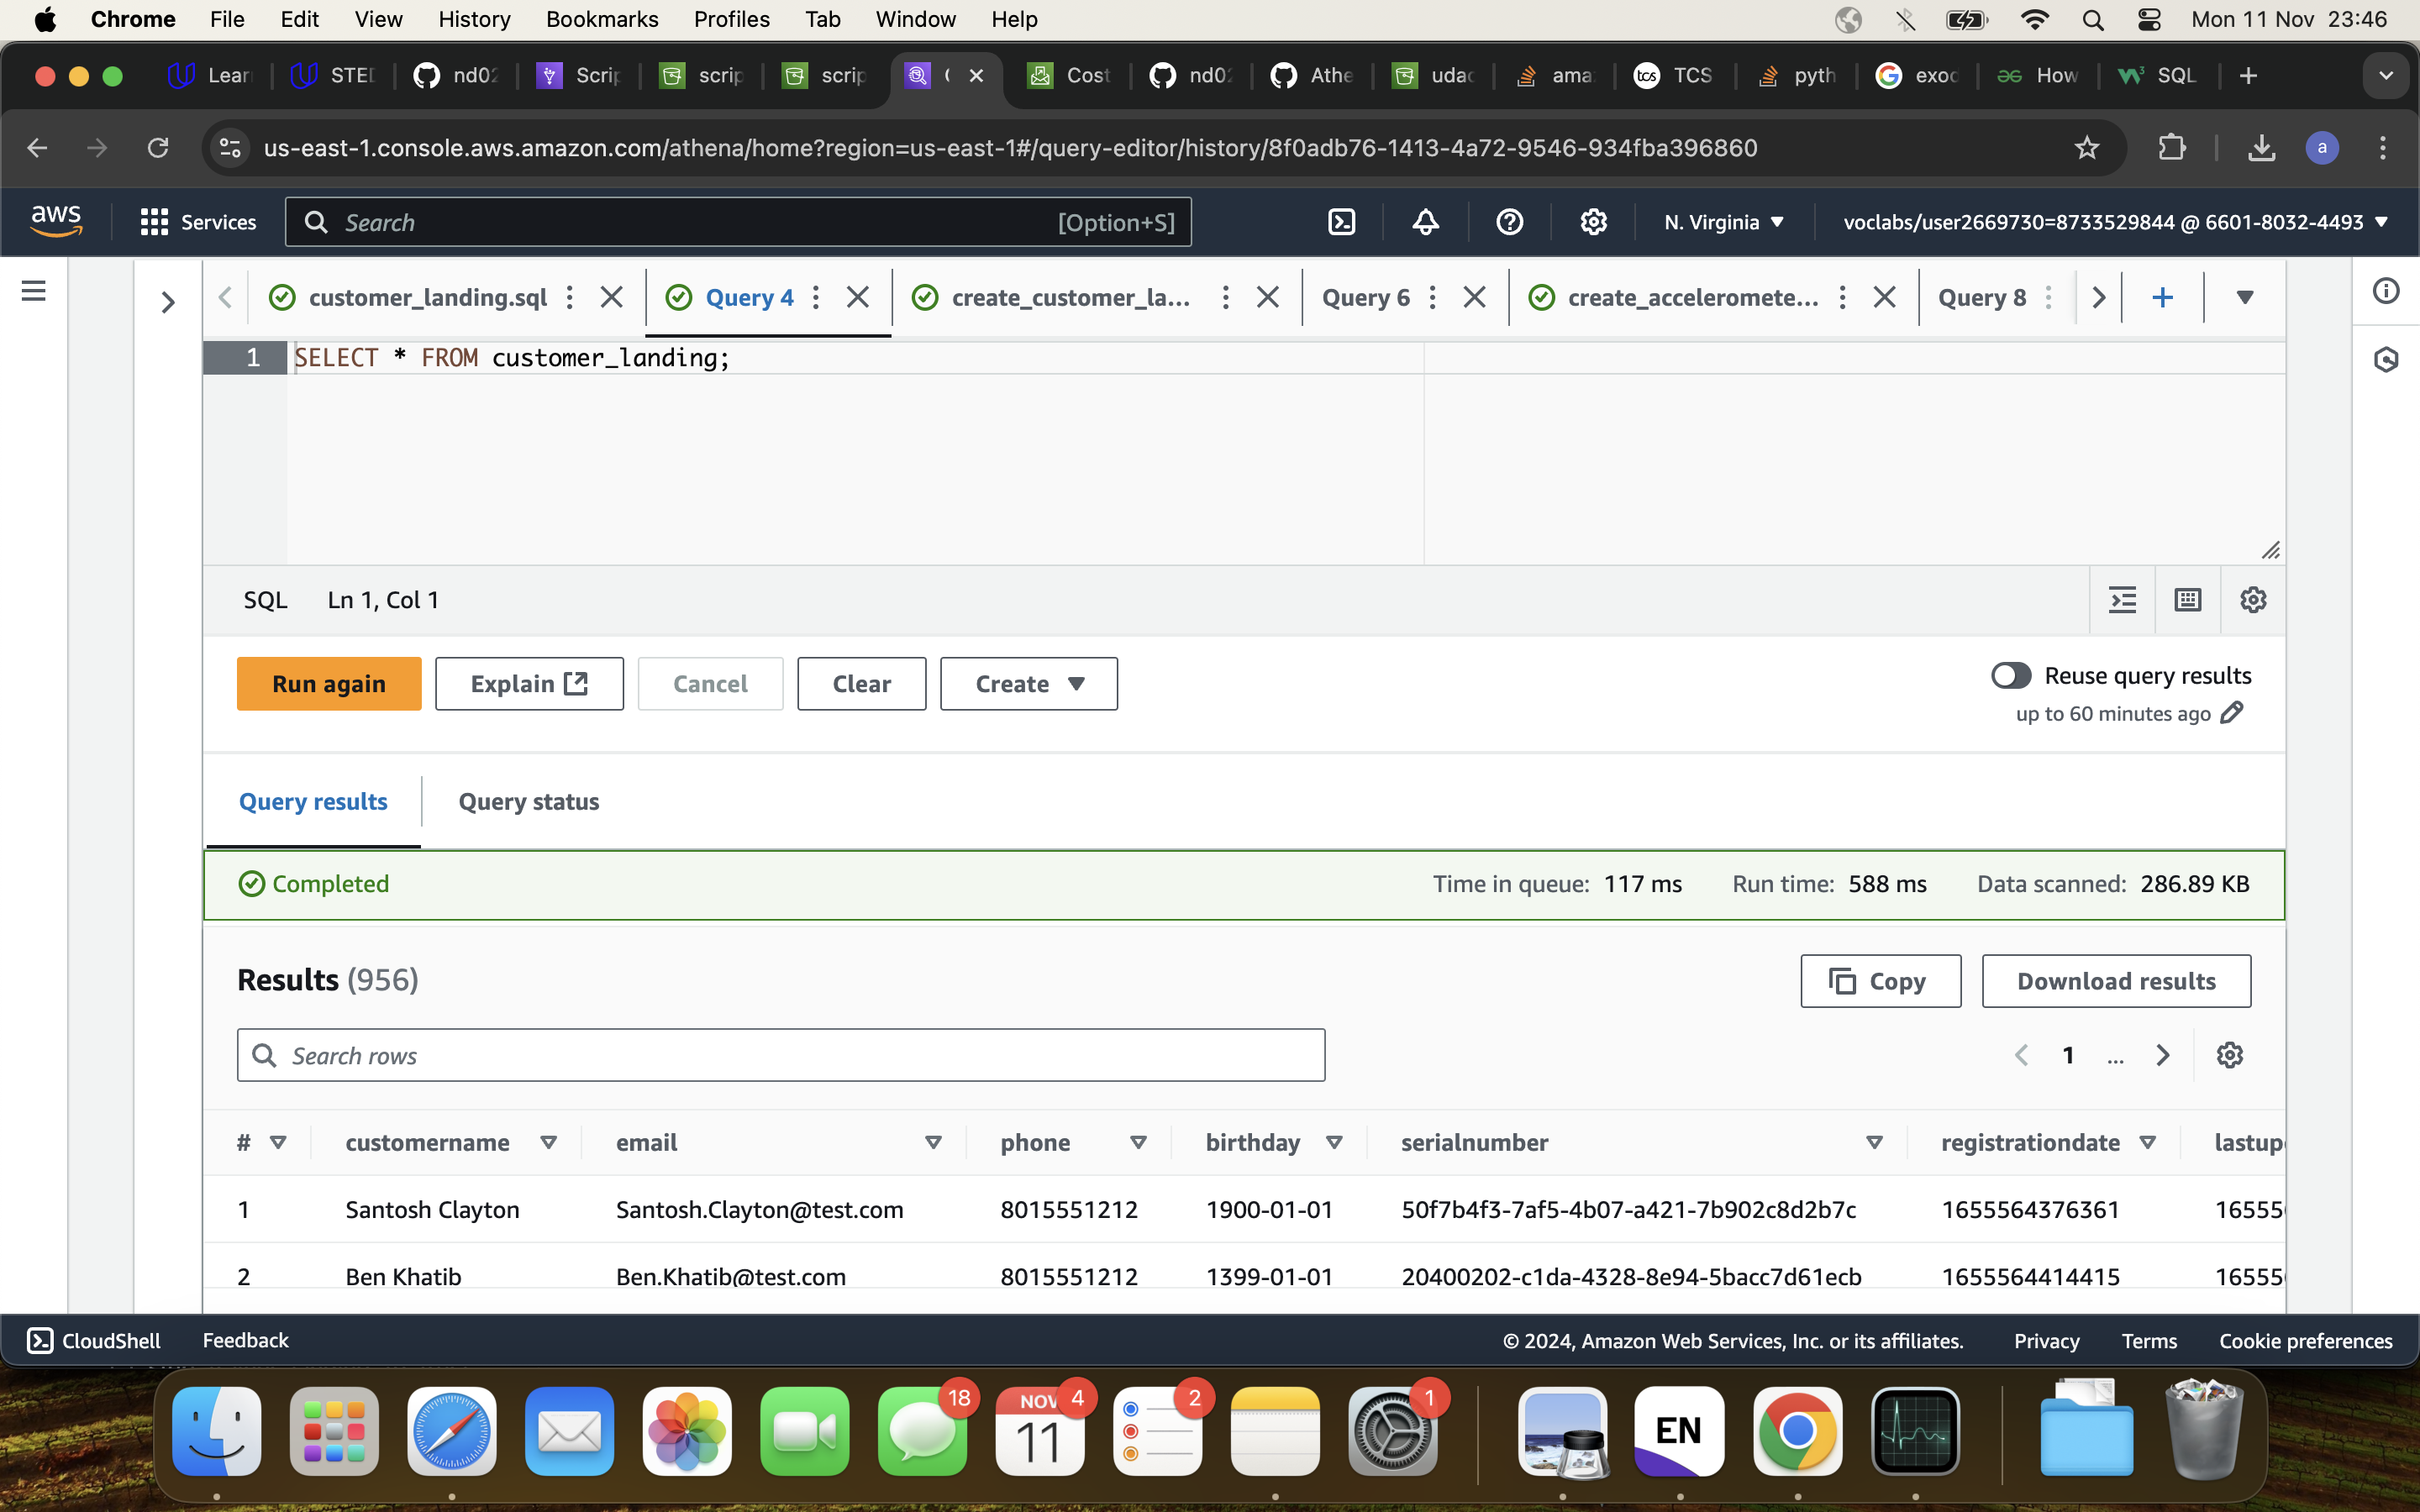 Chrome File Edit View History Bookmarks Profiles Tab Window Help Mon 11 Nov 23:46
Lear STED nd02 Scrip scrip scrip Cost nd02 Athe udac ama tcs TCS pyth exoc How SQL
us-east-1.console.aws.amazon.com/athena/home?region=us-east-1#/query-editor/history/8f0adb76-1413-4a72-9546-934fba396860 a
aws Services Search [Option+S] N. Virginia voclabs/user2669730=8733529844 @ 6601-8032-4493
customer_landing.sql Query 4 create_customer_la... Query 6 create_acceleromete... Query 8
1 SELECT * FROM customer_landing;
SQL Ln 1, Col 1
Run again Explain Cancel Clear Create Reuse query results
up to 60 minutes ago
Query results Query status
Completed Time in queue: 117 ms Run time: 588 ms Data scanned: 286.89 KB
Results (956) Copy Download results
Search rows 1 ...
# customername email phone birthday serialnumber registrationdate lastup
1 Santosh Clayton Santosh.Clayton@test.com 8015551212 1900-01-01 50f7b4f3-7af5-4b07-a421-7b902c8d2b7c 1655564376361 16555
2 Ben Khatib Ben.Khatib@test.com 8015551212 1399-01-01 20400202-c1da-4328-8e94-5bacc7d61ecb 1655564414415 16555
CloudShell Feedback © 2024, Amazon Web Services, Inc. or its affiliates. Privacy Terms Cookie preferences
18 NOV 4 2 1
11 EN